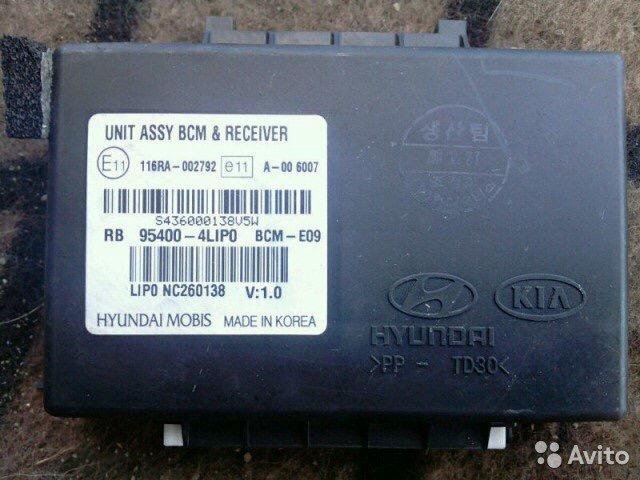 UNIT ASSY BCM & RECEIVER
E11 116RA-002792 e11 A-00 6007
S436000138V5W
RB 95400-4LIP0 BCM-E09
LIP0 NC260138 V:1.0
HYUNDAI MOBIS MADE IN KOREA
KIA
HYUNDAI
>PP - TD30<
Avito